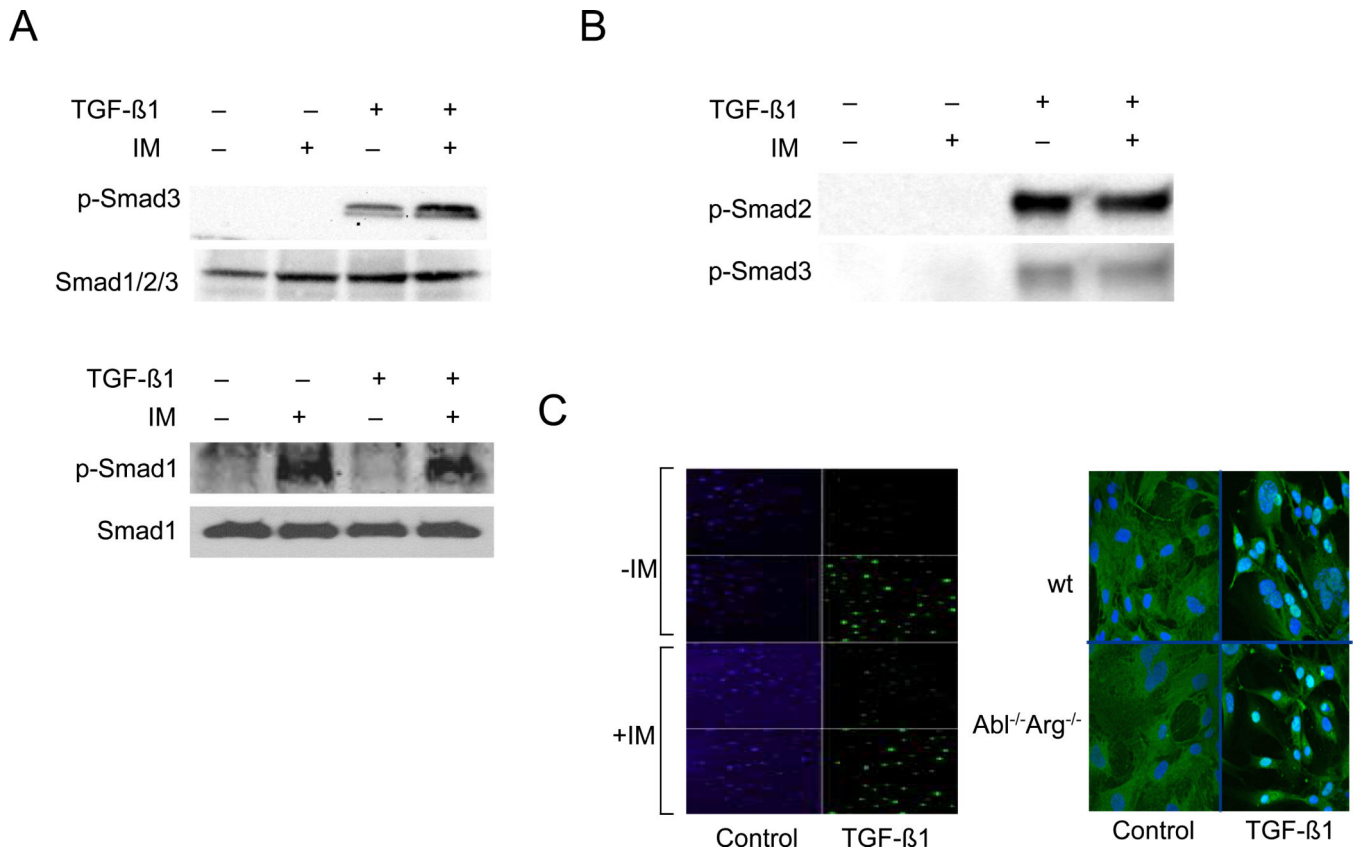 A
TGF-ß1 – – + +
IM – + – +
p-Smad3
Smad1/2/3
TGF-ß1 – – + +
IM – + – +
p-Smad1
Smad1
B
TGF-ß1 – – + +
IM – + – +
p-Smad2
p-Smad3
C
-IM
+IM
Control TGF-ß1
wt
Abl-/-Arg-/-
Control TGF-ß1